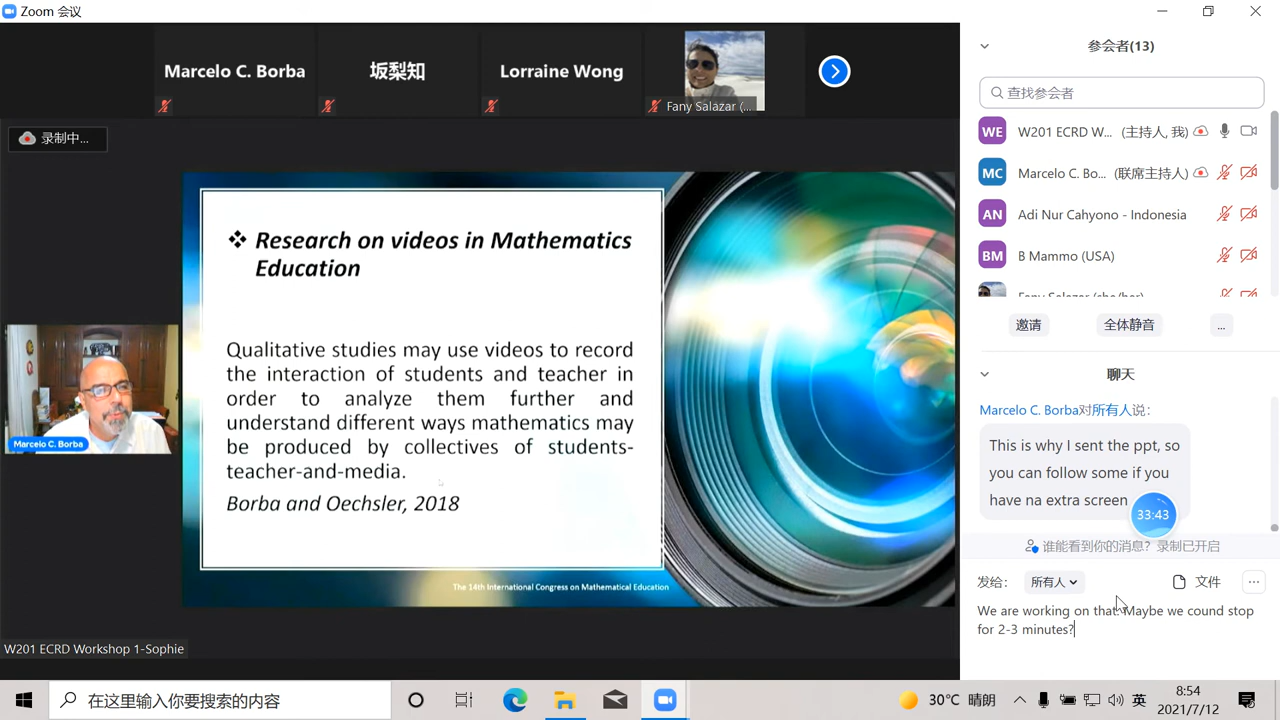 Zoom 会议
Marcelo C. Borba
坂梨知
Lorraine Wong
Fany Salazar (...
录制中...
❖ Research on videos in Mathematics
Education
Qualitative studies may use videos to record
the interaction of students and teacher in
order to analyze them further and
understand different ways mathematics may
be produced by collectives of students-
teacher-and-media.
Borba and Oechsler, 2018
The 14th International Congress on Mathematical Education
Marcelo C. Borba
W201 ECRD Workshop 1-Sophie
参会者(13)
查找参会者
WE W201 ECRD W... (主持人, 我)
MC Marcelo C. Bo... (联席主持人)
AN Adi Nur Cahyono - Indonesia
BM B Mammo (USA)
Fany Salazar (she/her)
邀请 全体静音 ...
聊天
Marcelo C. Borba对所有人说:
This is why I sent the ppt, so
you can follow some if you
have na extra screen
33:43
谁能看到你的消息? 录制已开启
发给: 所有人 文件 ...
We are working on that. Maybe we cound stop
for 2-3 minutes?
在这里输入你要搜索的内容
30°C 晴朗
英
8:54
2021/7/12